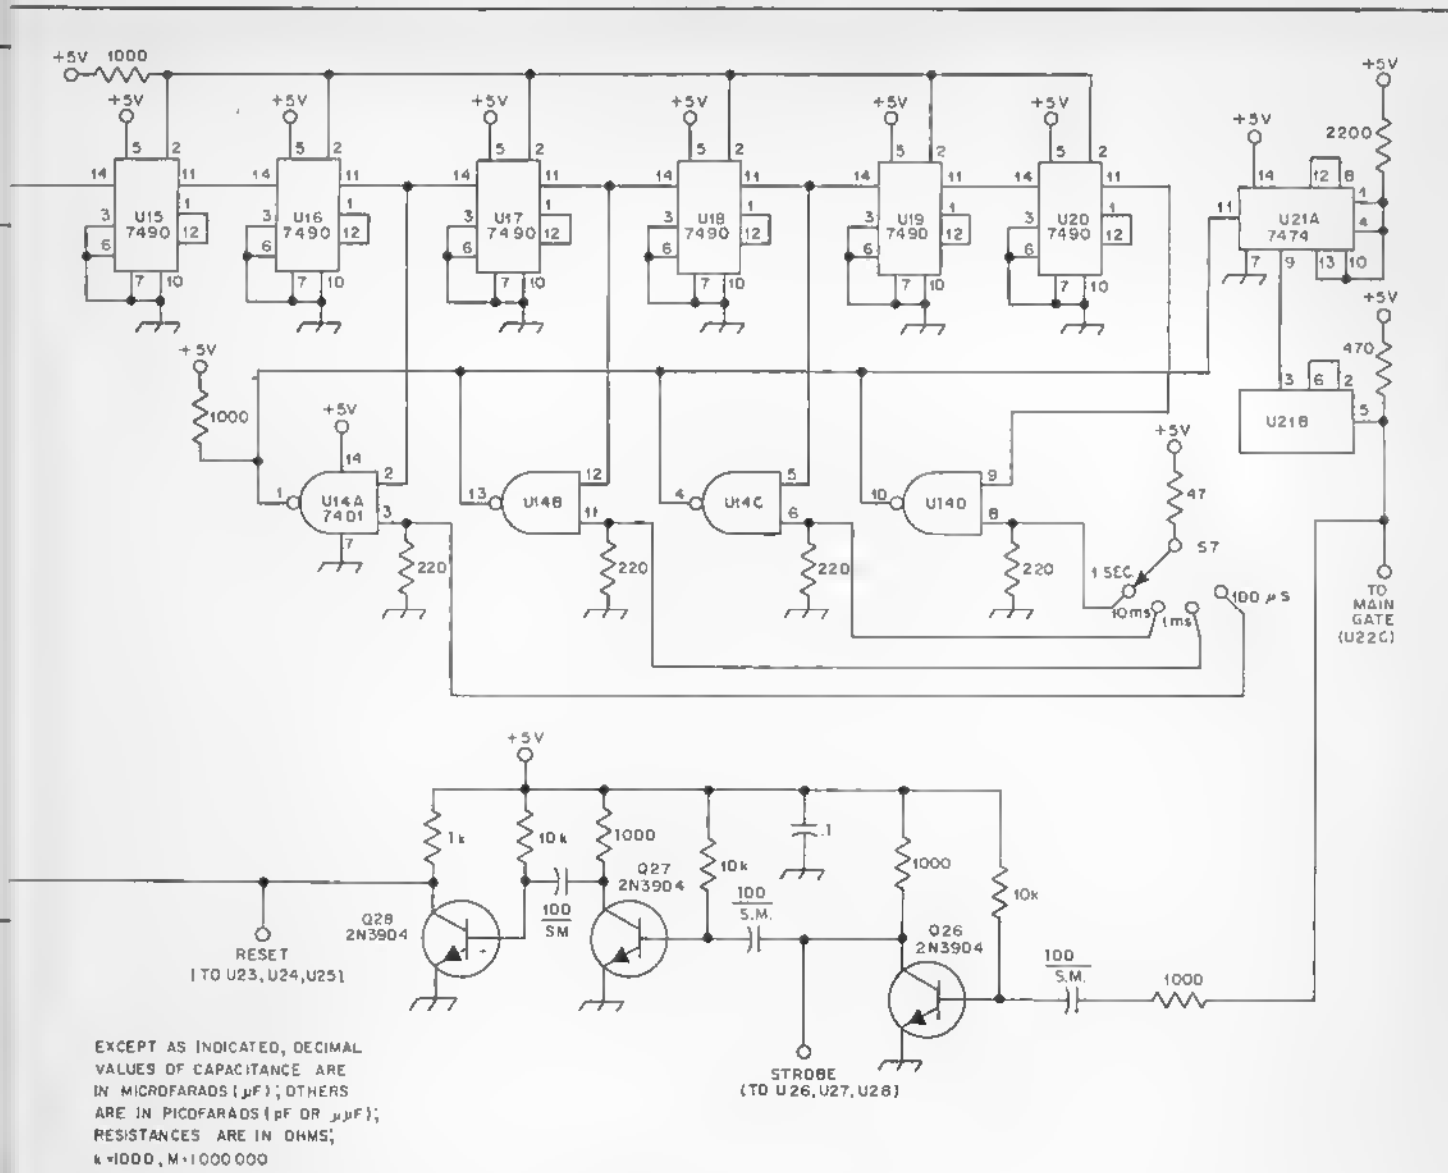 +5V
1000
+5V
5
2
14
11
U15
7490
3
6
1
12
7
10
+5V
5
2
14
11
U16
7490
3
6
1
12
7
10
+5V
5
2
14
11
U17
7490
3
6
1
12
7
10
+5V
5
2
14
11
U18
7490
3
6
1
12
7
10
+5V
5
2
14
11
U19
7490
3
6
1
12
7
10
+5V
5
2
14
11
U20
7490
3
6
1
12
7
10
+5V
2200
+5V
14
12
8
11
U21A
7474
1
4
7
9
13
10
+5V
470
3
6
2
U21B
5
TO
MAIN
GATE
(U22C)
+5V
1000
+5V
14
1
U14A
7401
2
3
7
220
13
U14B
12
11
220
4
U14C
5
6
220
10
U14D
9
8
220
+5V
47
S7
1 SEC.
10ms
1ms
100 μS
+5V
1k
10k
1000
10k
.1
1000
10k
Q28
2N3904
100
SM
Q27
2N3904
100
S.M.
Q26
2N3904
100
S.M.
1000
RESET
(TO U23, U24, U25)
STROBE
(TO U26, U27, U28)
EXCEPT AS INDICATED, DECIMAL
VALUES OF CAPACITANCE ARE
IN MICROFARADS (μF); OTHERS
ARE IN PICOFARADS (pF OR μμF);
RESISTANCES ARE IN OHMS;
k=1000, M=1000000